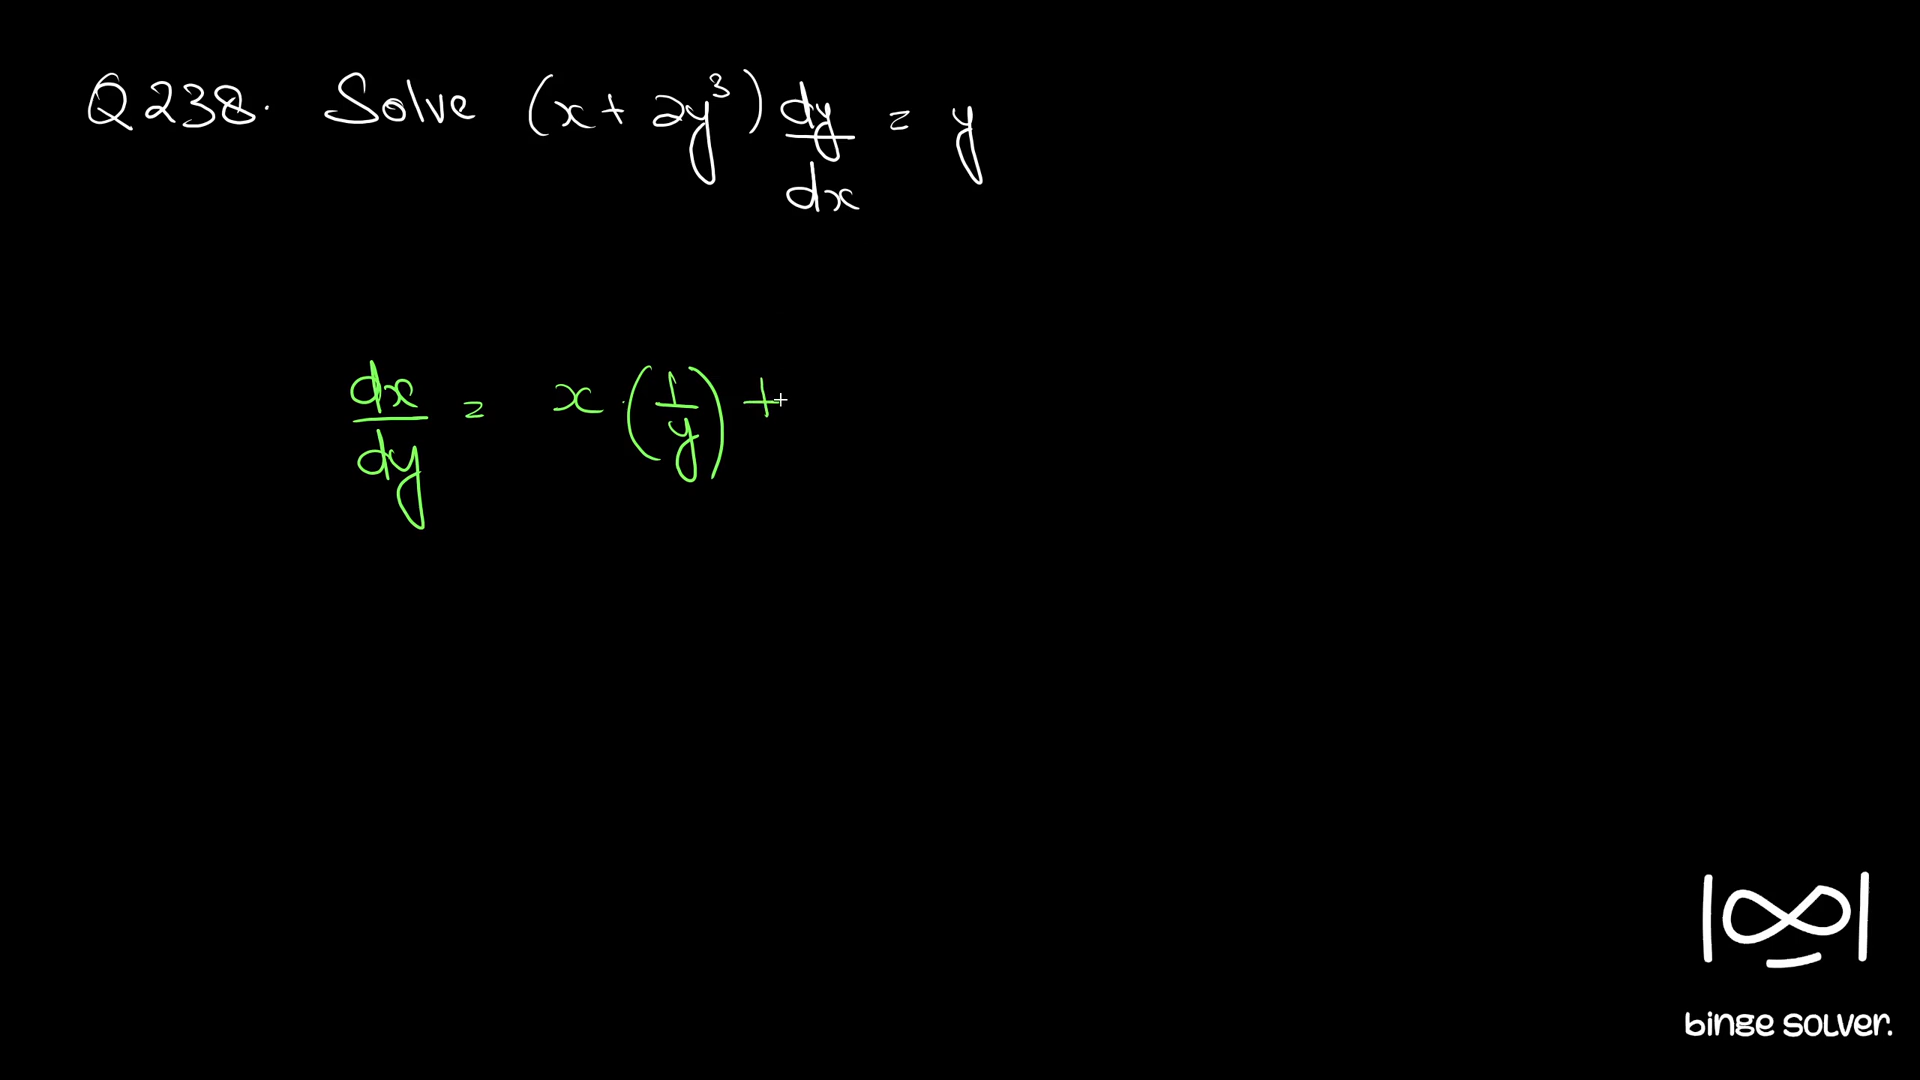 Q238. Solve (x + 2y³) dy/dx = y
dx/dy = x · (1/y) +
binge solver.